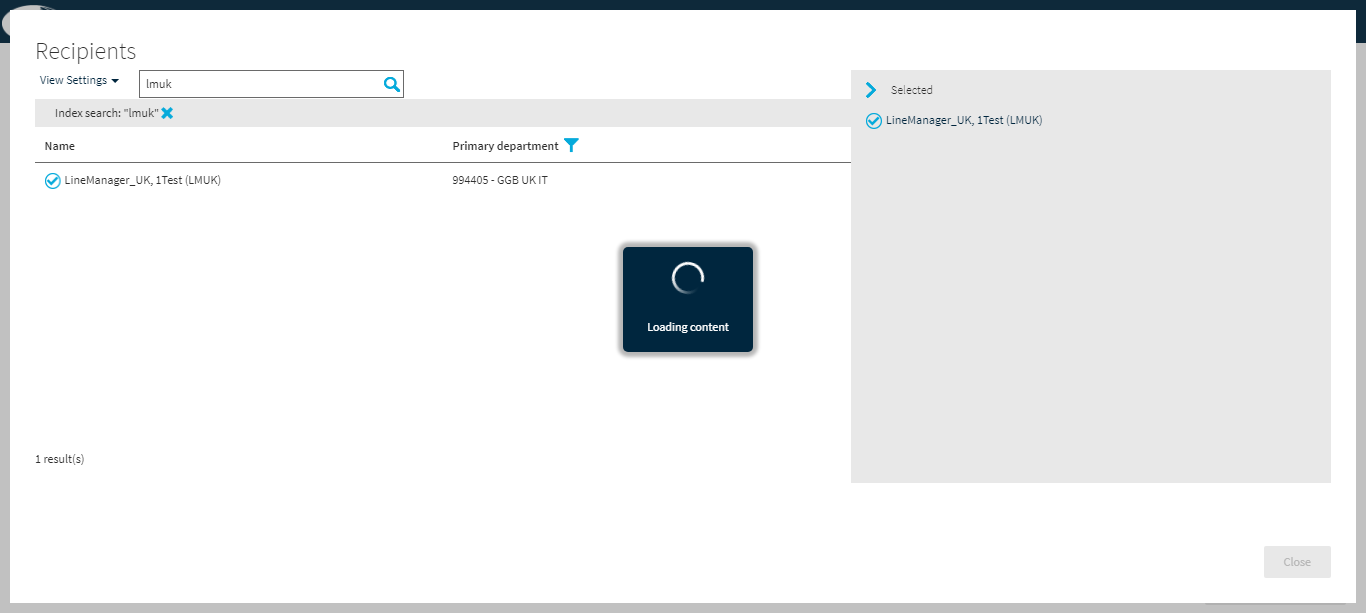 Recipients
View Settings
lmuk
Index search: "lmuk"
Name
Primary department
LineManager_UK, 1Test (LMUK)
994405 - GGB UK IT
Loading content
1 result(s)
Selected
LineManager_UK, 1Test (LMUK)
Close